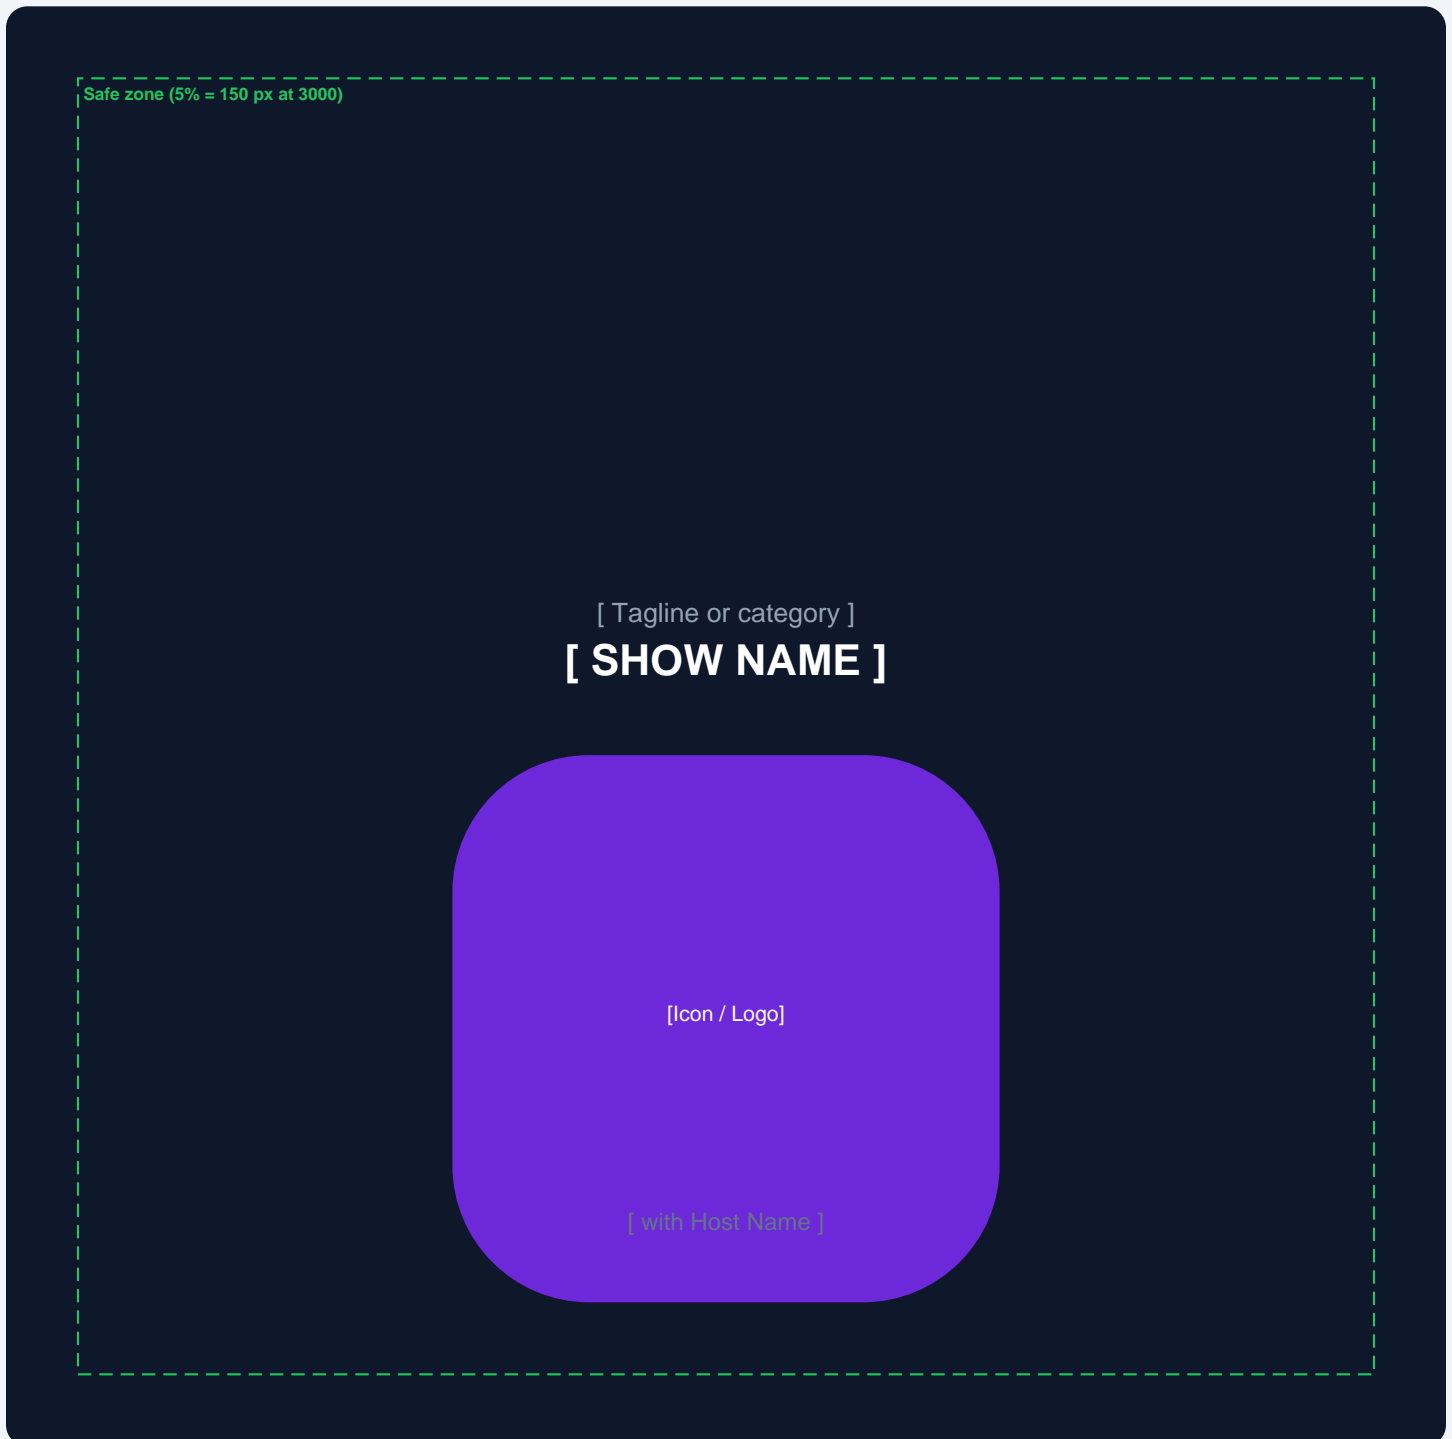 Safe zone (5% = 150 px at 3000)
[ Tagline or category ]
[ SHOW NAME ]
[Icon / Logo]
[ with Host Name ]